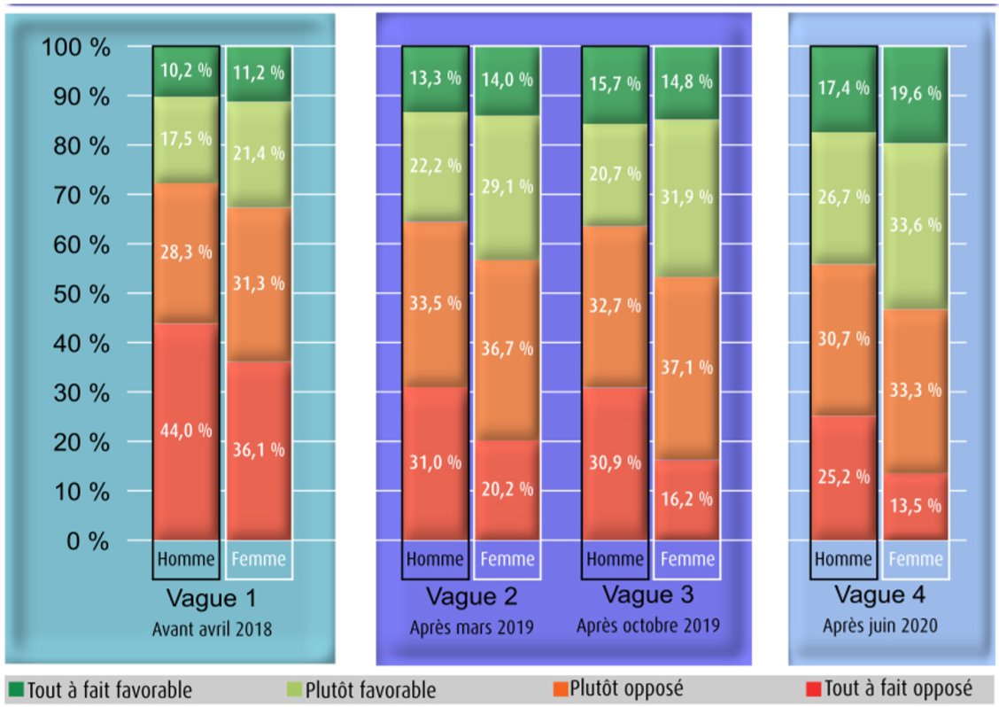 100 %
90 %
80 %
70 %
60 %
50 %
40 %
30 %
20 %
10 %
0 %
10,2 %
17,5 %
28,3 %
44,0 %
Homme
11,2 %
21,4 %
31,3 %
36,1 %
Femme
Vague 1
Avant avril 2018
13,3 %
22,2 %
33,5 %
31,0 %
Homme
14,0 %
29,1 %
36,7 %
20,2 %
Femme
Vague 2
Après mars 2019
15,7 %
20,7 %
32,7 %
30,9 %
Homme
14,8 %
31,9 %
37,1 %
16,2 %
Femme
Vague 3
Après octobre 2019
17,4 %
26,7 %
30,7 %
25,2 %
Homme
19,6 %
33,6 %
33,3 %
13,5 %
Femme
Vague 4
Après juin 2020
Tout à fait favorable
Plutôt favorable
Plutôt opposé
Tout à fait opposé